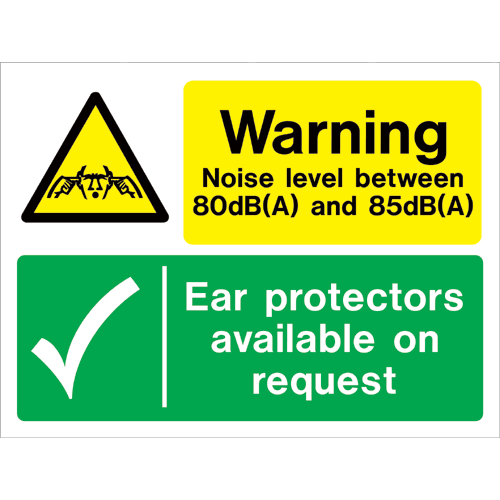 Warning
Noise level between
80dB(A) and 85dB(A)
Ear protectors
available on
request